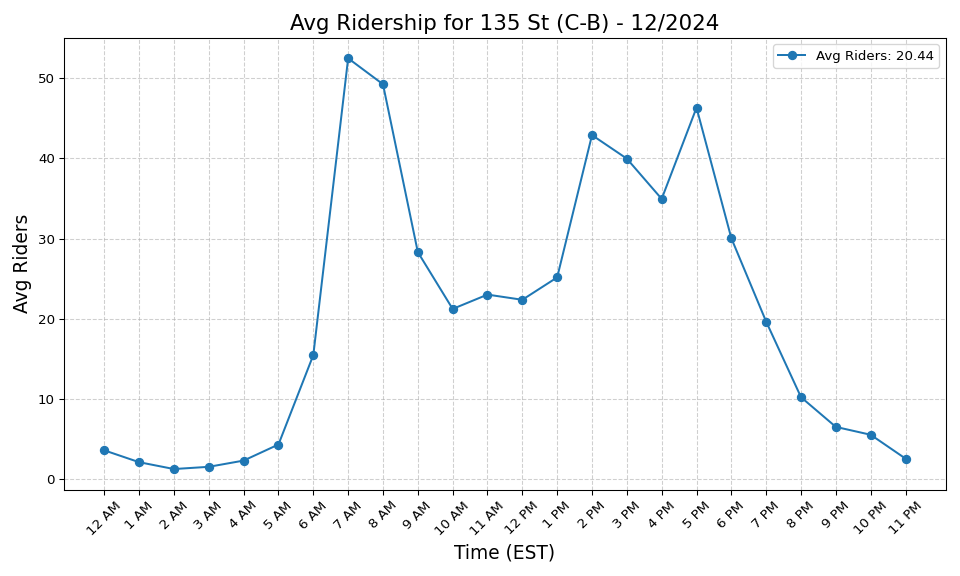 Avg Ridership for 135 St (C-B) - 12/2024
Avg Riders: 20.44
Avg Riders
50
40
30
20
10
0
12 AM 1 AM 2 AM 3 AM 4 AM 5 AM 6 AM 7 AM 8 AM 9 AM 10 AM 11 AM 12 PM 1 PM 2 PM 3 PM 4 PM 5 PM 6 PM 7 PM 8 PM 9 PM 10 PM 11 PM
Time (EST)